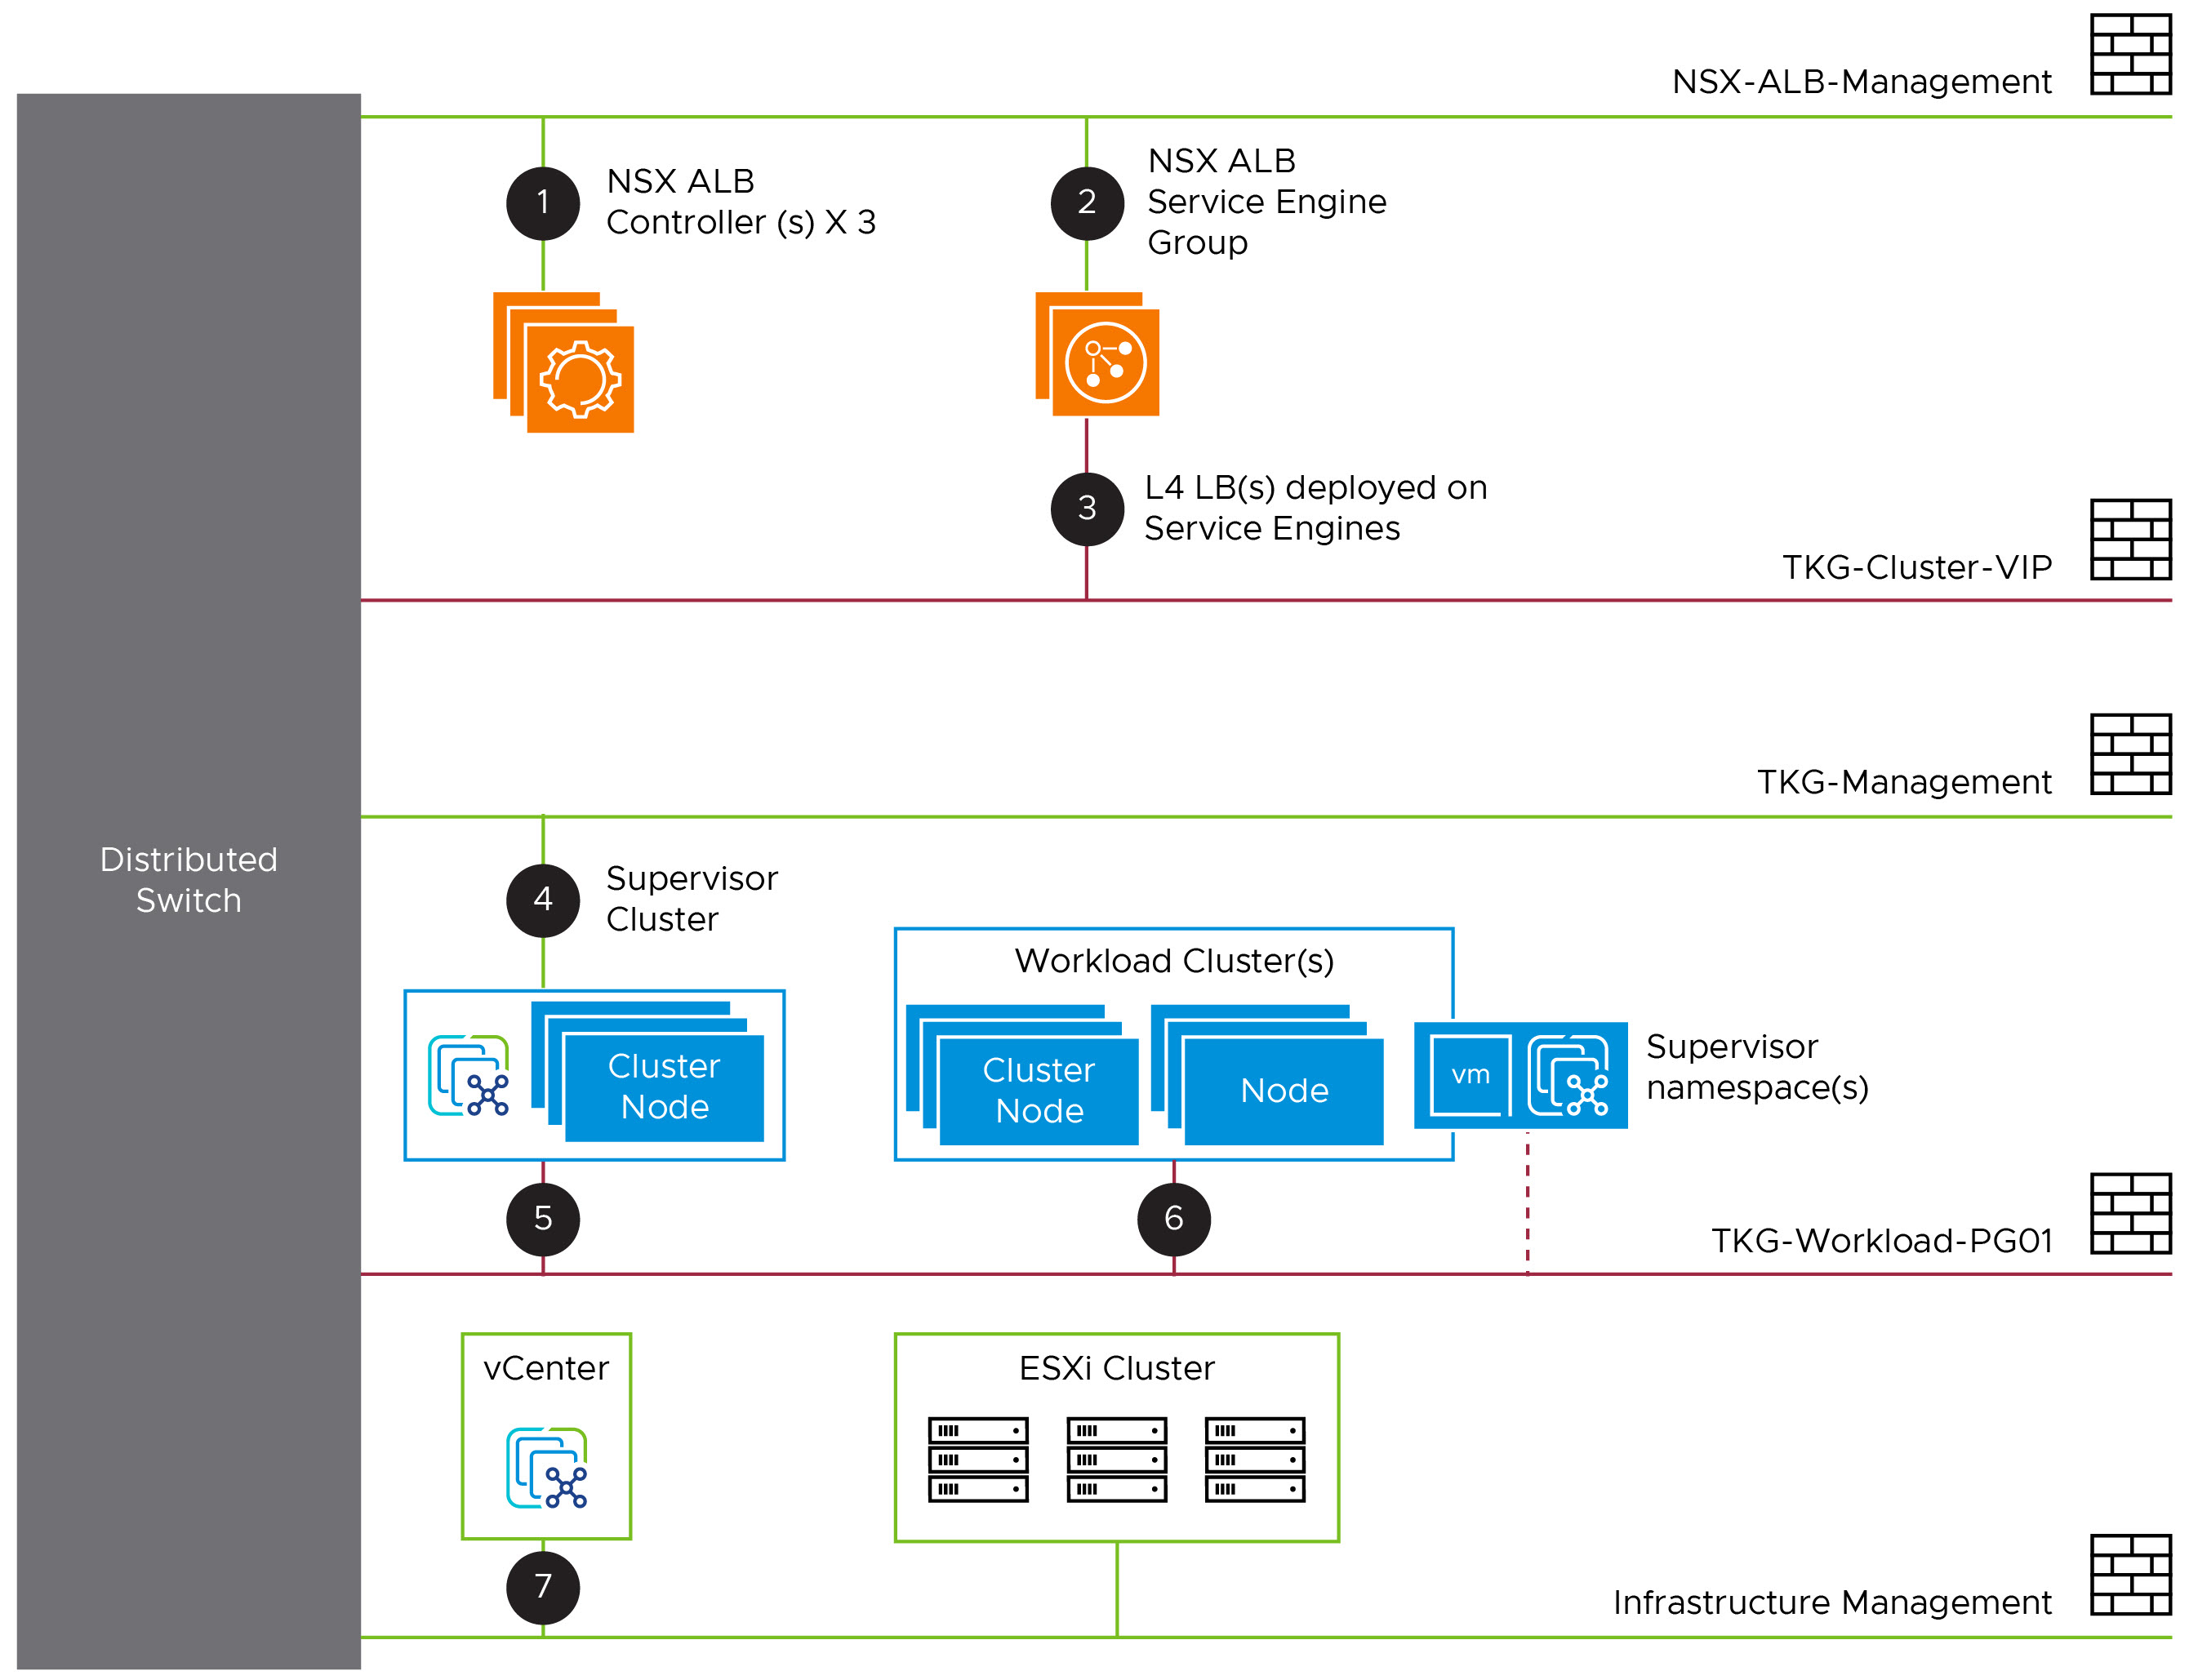 NSX-ALB-Management
1
NSX ALB
Controller (s) X 3
2
NSX ALB
Service Engine
Group
3
L4 LB(s) deployed on
Service Engines
TKG-Cluster-VIP
TKG-Management
Distributed
Switch
4
Supervisor
Cluster
Cluster
Node
Workload Cluster(s)
Cluster
Node
Node
vm
Supervisor
namespace(s)
5
6
TKG-Workload-PG01
vCenter
ESXi Cluster
7
Infrastructure Management